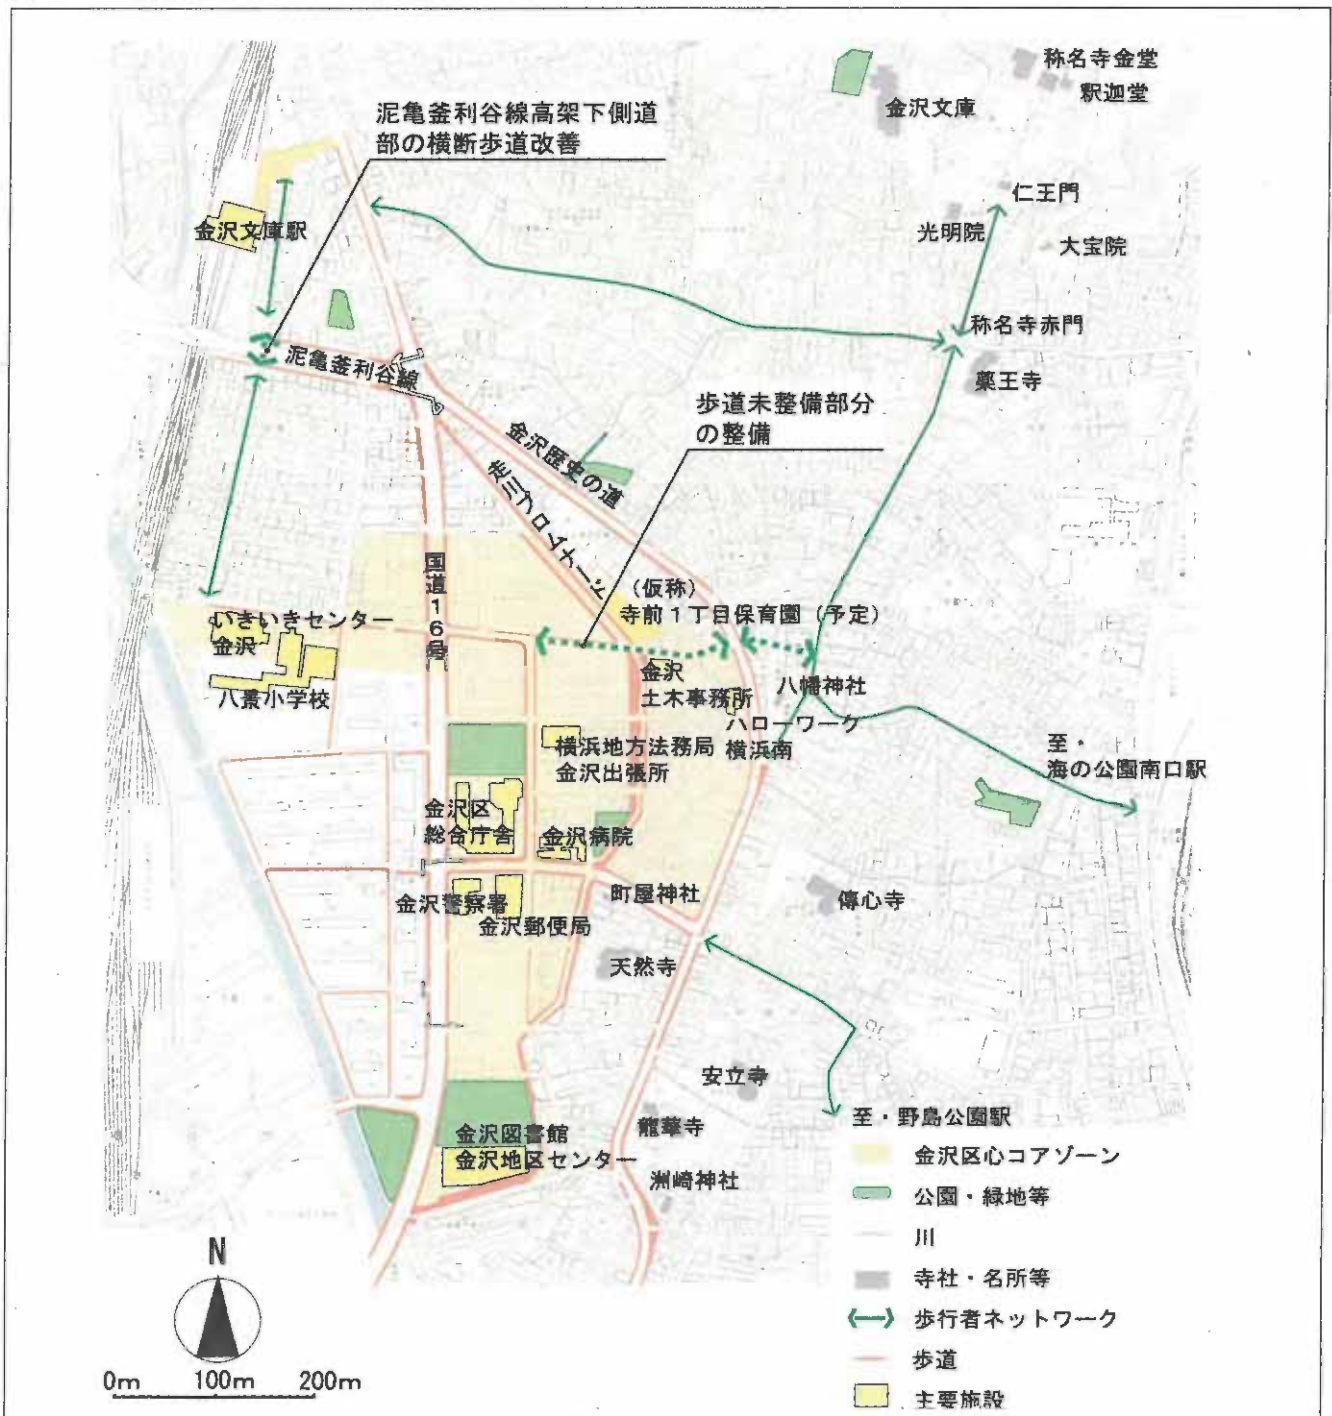 称名寺金堂
釈迦堂
金沢文庫
泥亀釜利谷線高架下側道
部の横断歩道改善
仁王門
光明院
大宝院
金沢文庫駅
称名寺赤門
薬王寺
泥亀釜利谷線
歩道未整備部分
の整備
金沢歴史の道
走川プロムナード
国道16号
（仮称）
寺前1丁目保育園（予定）
いきいきセンター
金沢
八景小学校
金沢
土木事務所
八幡神社
ハローワーク
横浜南
横浜地方法務局
金沢出張所
至・
海の公園南口駅
金沢区
総合庁舎
金沢病院
金沢警察署
金沢郵便局
町屋神社
傳心寺
天然寺
安立寺
龍華寺
洲崎神社
金沢図書館
金沢地区センター
至・野島公園駅
金沢区心コアゾーン
公園・緑地等
川
寺社・名所等
歩行者ネットワーク
歩道
主要施設
N
0m 100m 200m